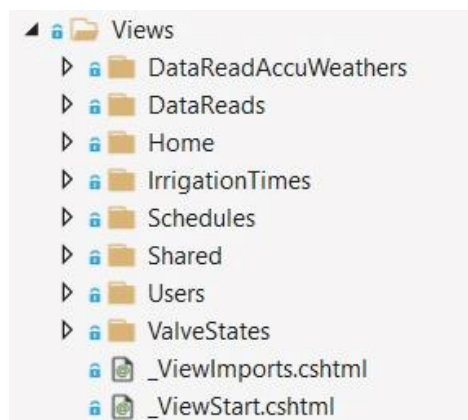 Views
DataReadAccuWeathers
DataReads
Home
IrrigationTimes
Schedules
Shared
Users
ValveStates
_ViewImports.cshtml
_ViewStart.cshtml